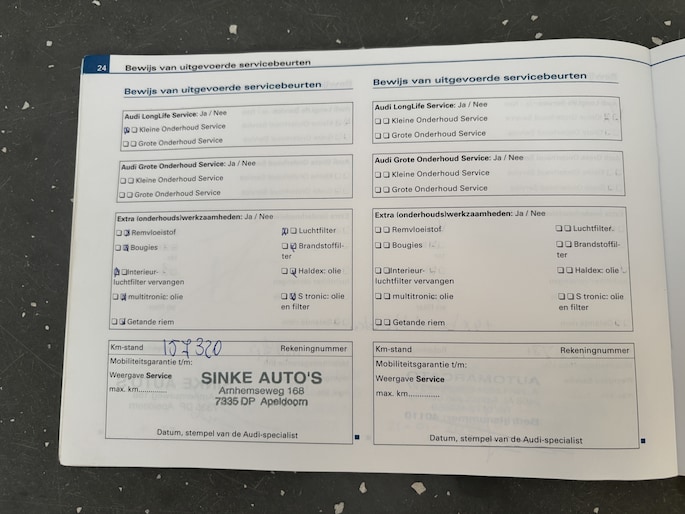 24 Bewijs van uitgevoerde servicebeurten
Bewijs van uitgevoerde servicebeurten
Audi LongLife Service: Ja / Nee
Kleine Onderhoud Service
Grote Onderhoud Service
Audi Grote Onderhoud Service: Ja / Nee
Kleine Onderhoud Service
Grote Onderhoud Service
Extra (onderhouds)werkzaamheden: Ja / Nee
Remvloeistof Luchtfilter
Bougies Brandstoffil-
ter
Interieur- Haldex: olie
luchtfilter vervangen
multitronic: olie S tronic: olie
en filter
Getande riem
Km-stand 157320 Rekeningnummer
Mobiliteitsgarantie t/m:
Weergave Service
max. km.............
SINKE AUTO'S
Arnhemseweg 168
7335 DP Apeldoorn
Datum, stempel van de Audi-specialist
Bewijs van uitgevoerde servicebeurten
Audi LongLife Service: Ja / Nee
Kleine Onderhoud Service
Grote Onderhoud Service
Audi Grote Onderhoud Service: Ja / Nee
Kleine Onderhoud Service
Grote Onderhoud Service
Extra (onderhouds)werkzaamheden: Ja / Nee
Remvloeistof Luchtfilter
Bougies Brandstoffil-
ter
Interieur- Haldex: olie
luchtfilter vervangen
multitronic: olie S tronic: olie
en filter
Getande riem
Km-stand Rekeningnummer
Mobiliteitsgarantie t/m:
Weergave Service
max. km.............
Datum, stempel van de Audi-specialist